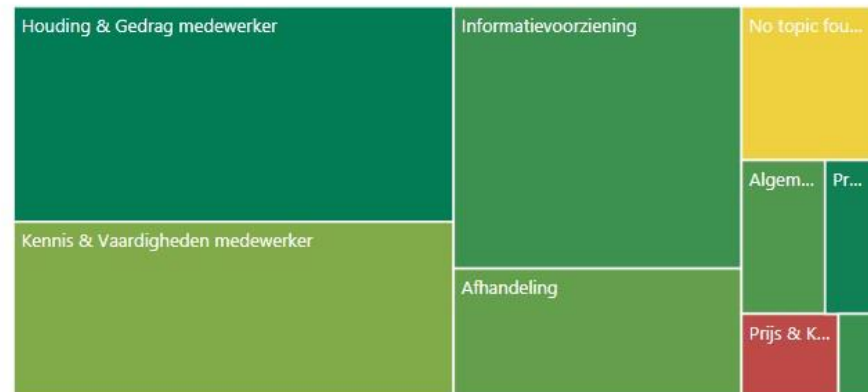 Houding & Gedrag medewerker
Kennis & Vaardigheden medewerker
Informatievoorziening
Afhandeling
No topic fou...
Algem...
Pr...
Prijs & K...